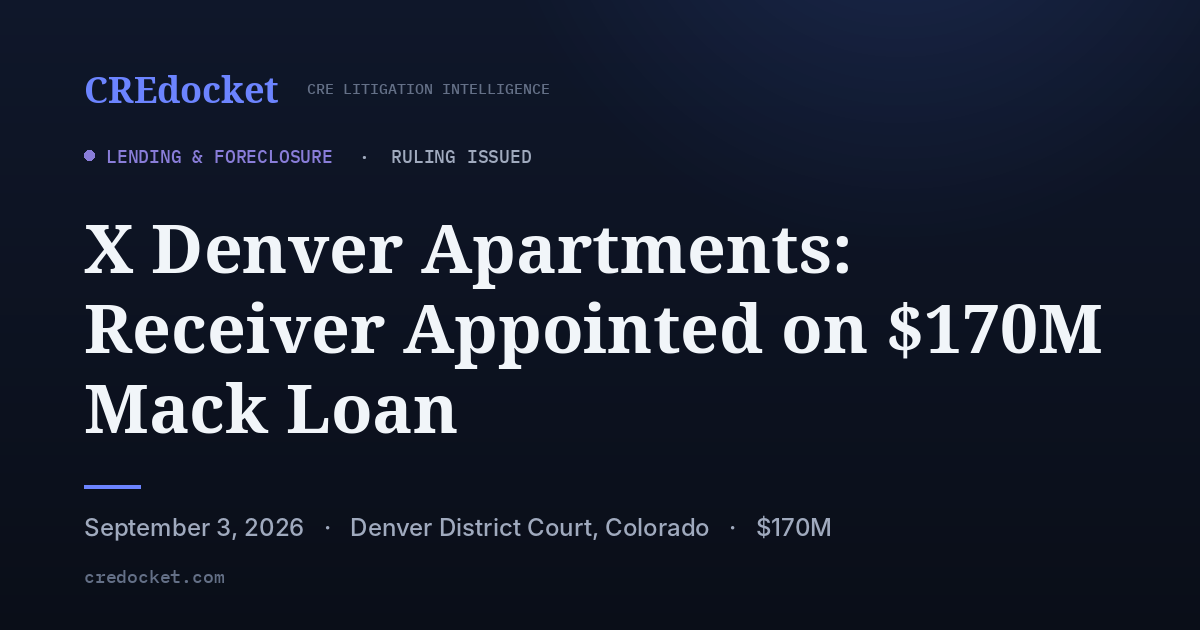 CREdocket CRE LITIGATION INTELLIGENCE
LENDING & FORECLOSURE · RULING ISSUED
X Denver Apartments:
Receiver Appointed on $170M
Mack Loan
September 3, 2026 · Denver District Court, Colorado · $170M
credocket.com